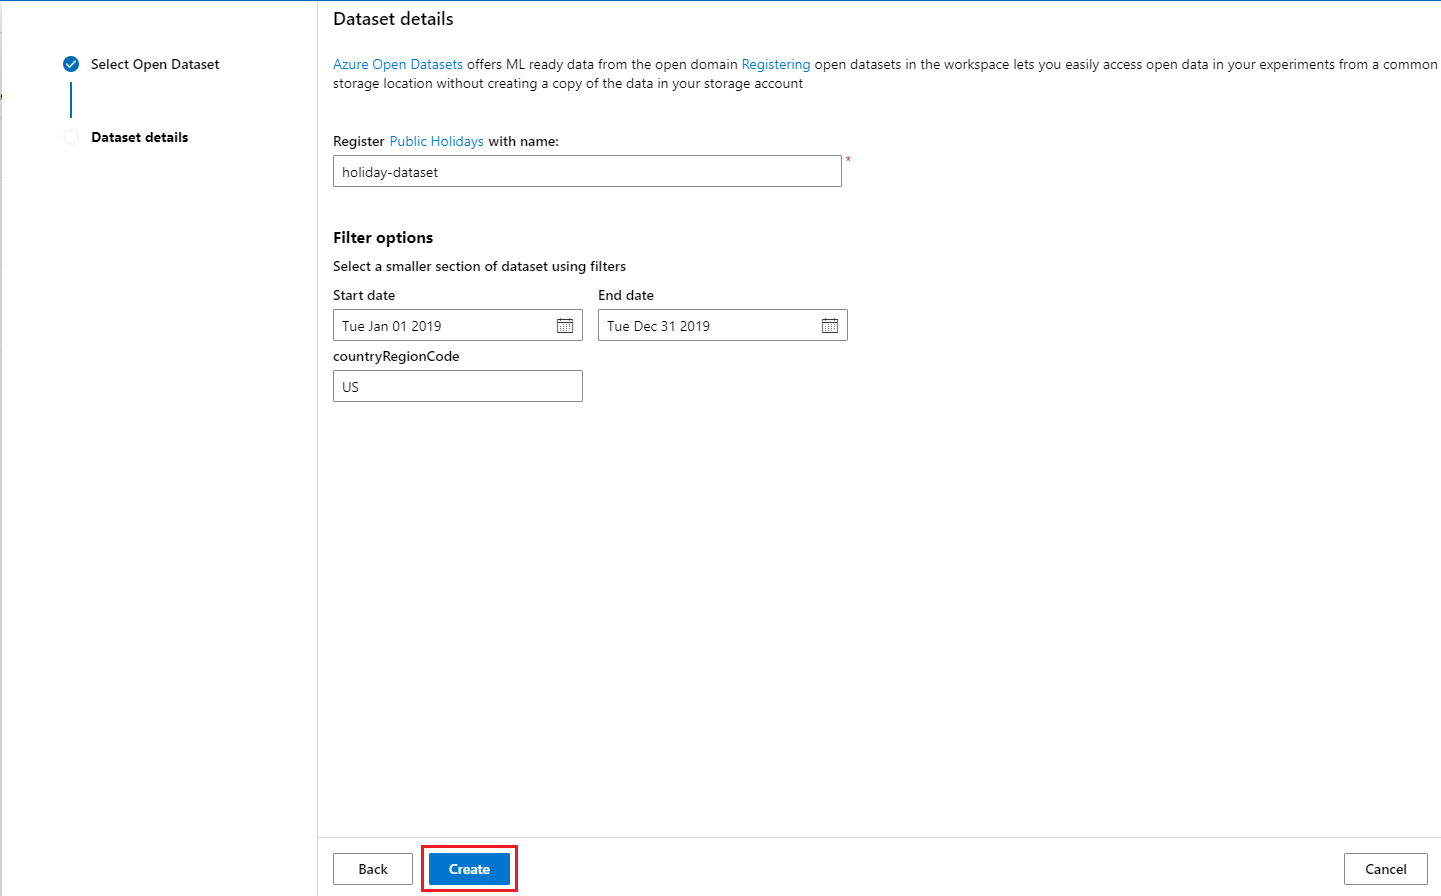 Dataset details
Select Open Dataset
Dataset details
Azure Open Datasets offers ML ready data from the open domain Registering open datasets in the workspace lets you easily access open data in your experiments from a common
storage location without creating a copy of the data in your storage account
Register Public Holidays with name:
holiday-dataset *
Filter options
Select a smaller section of dataset using filters
Start date End date
Tue Jan 01 2019 Tue Dec 31 2019
countryRegionCode
US
Back Create Cancel